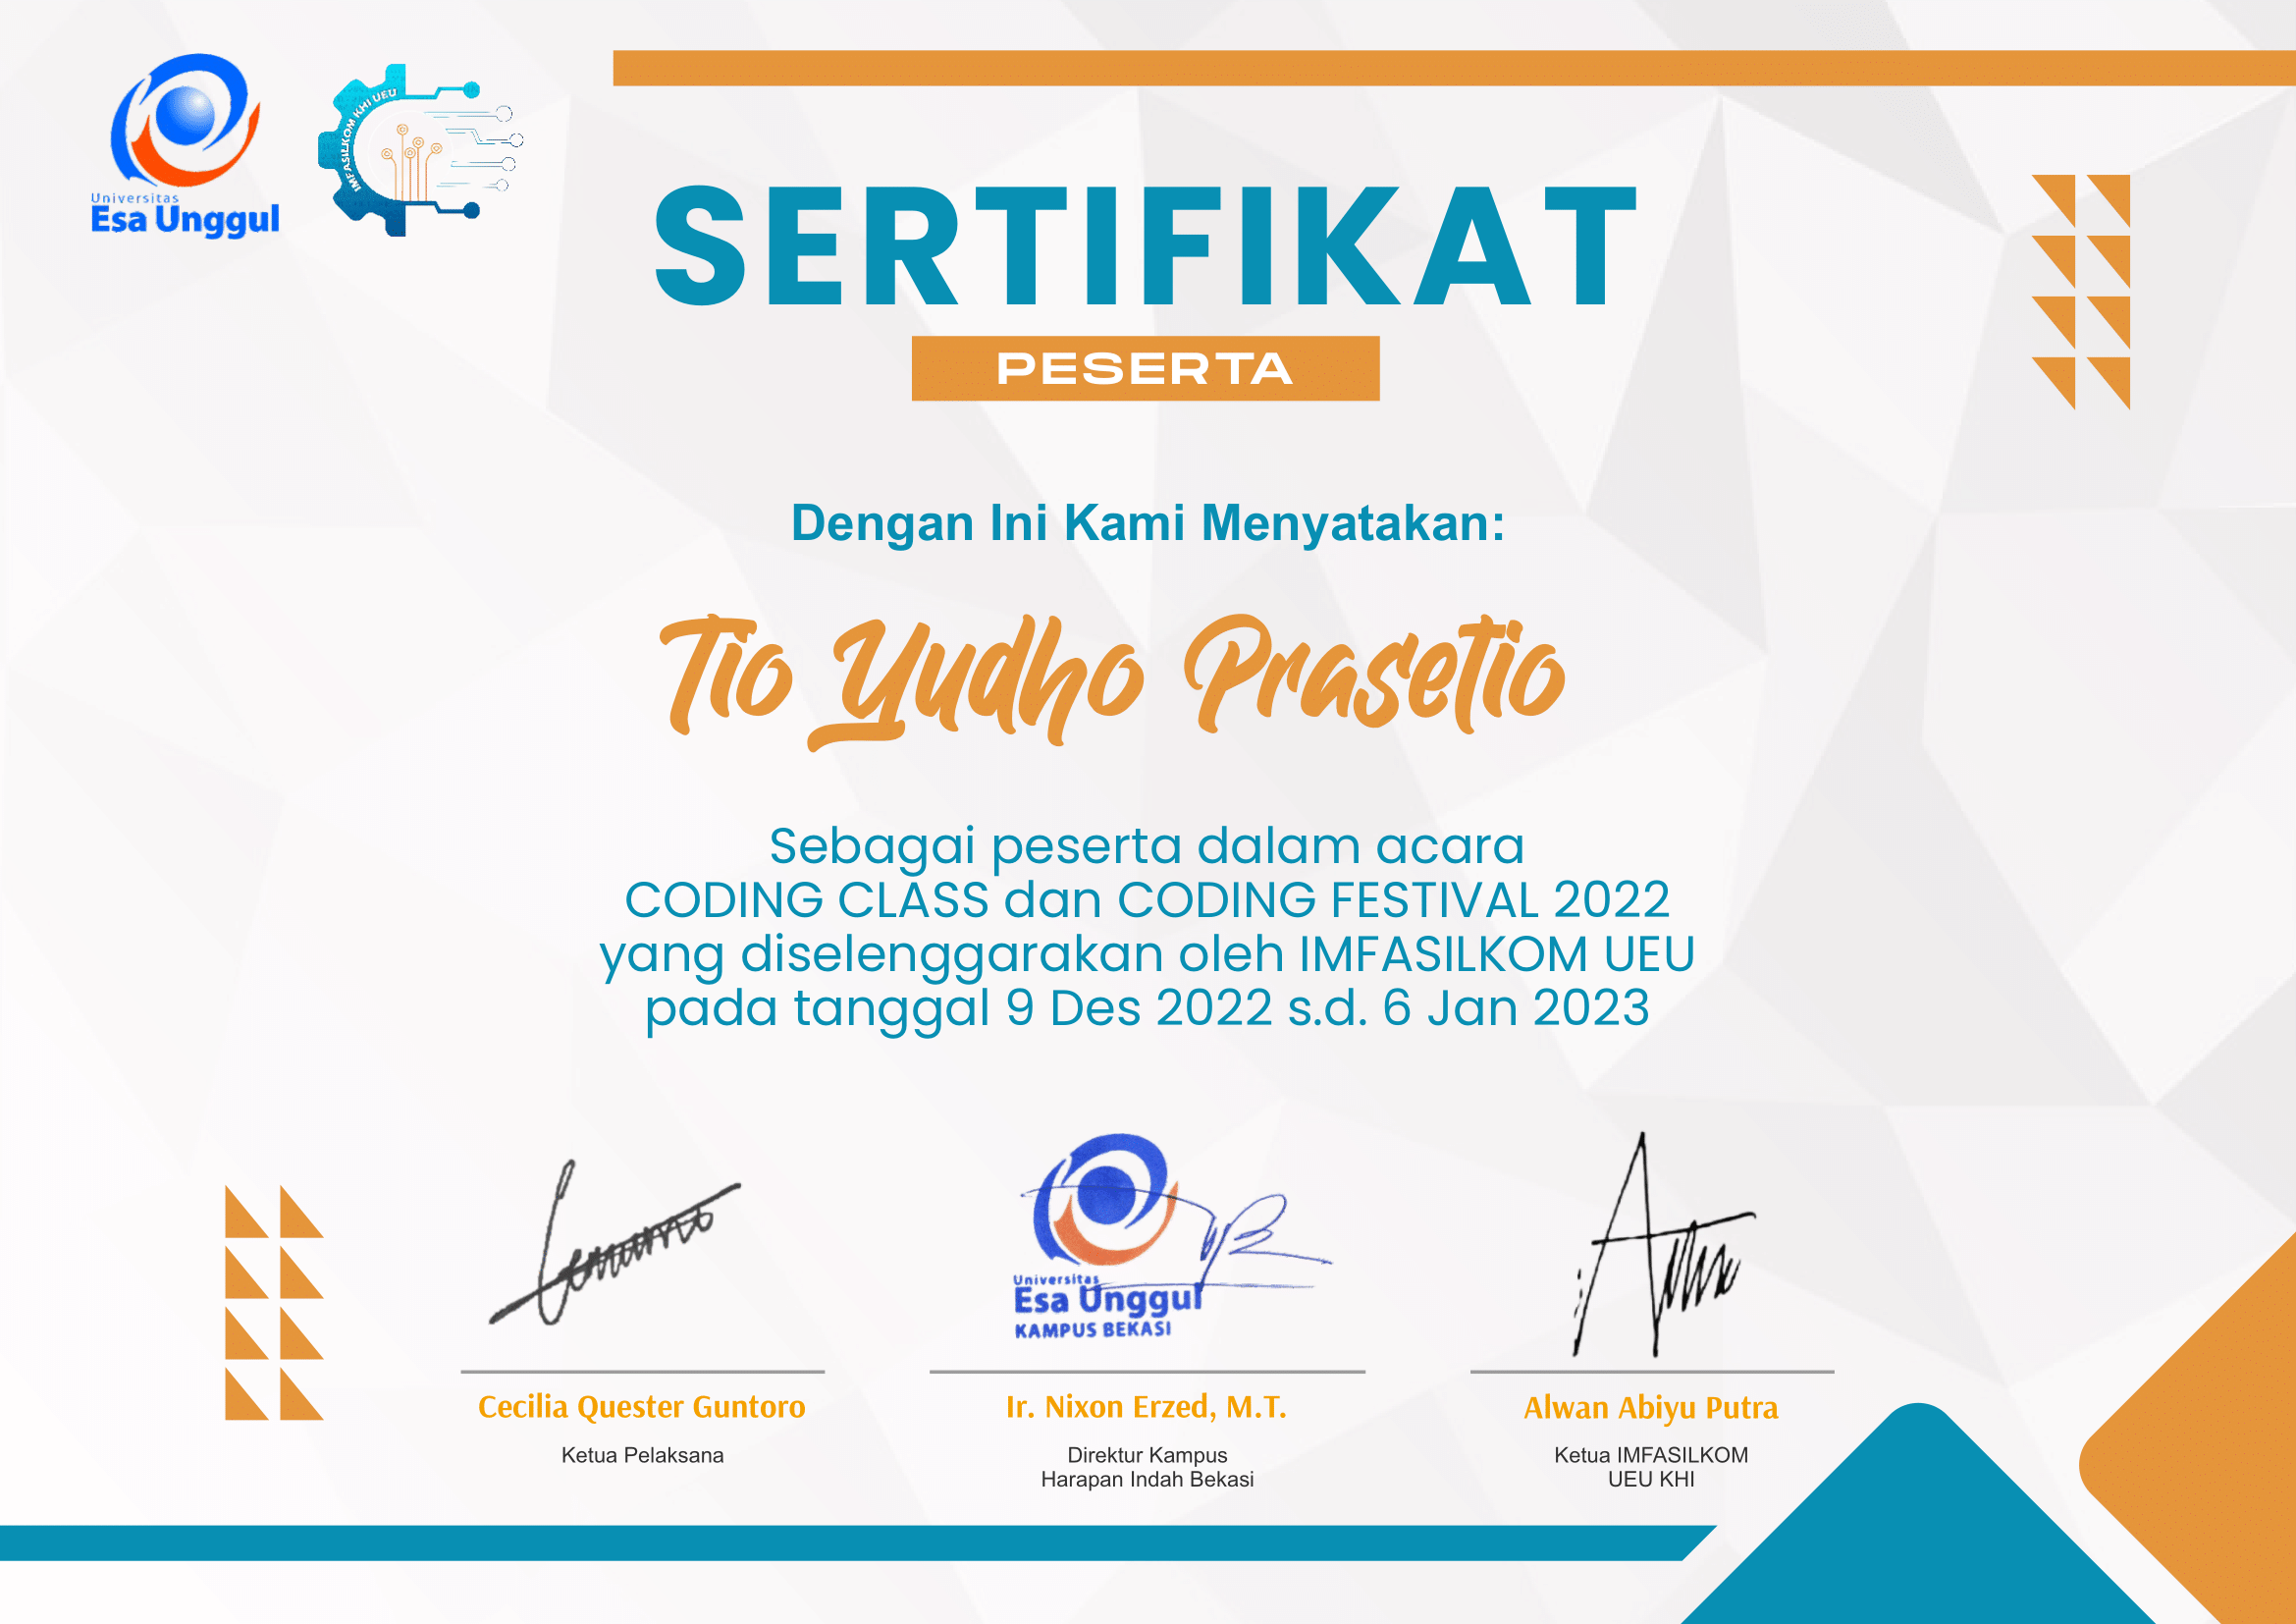 Universitas
Esa Unggul
IMFASILKOM KHI UEU
SERTIFIKAT
PESERTA
Dengan Ini Kami Menyatakan:
Tio Yudho Prasetio
Sebagai peserta dalam acara
CODING CLASS dan CODING FESTIVAL 2022
yang diselenggarakan oleh IMFASILKOM UEU
pada tanggal 9 Des 2022 s.d. 6 Jan 2023
Universitas
Esa Unggul
KAMPUS BEKASI
Cecilia Quester Guntoro
Ketua Pelaksana
Ir. Nixon Erzed, M.T.
Direktur Kampus
Harapan Indah Bekasi
Alwan Abiyu Putra
Ketua IMFASILKOM
UEU KHI